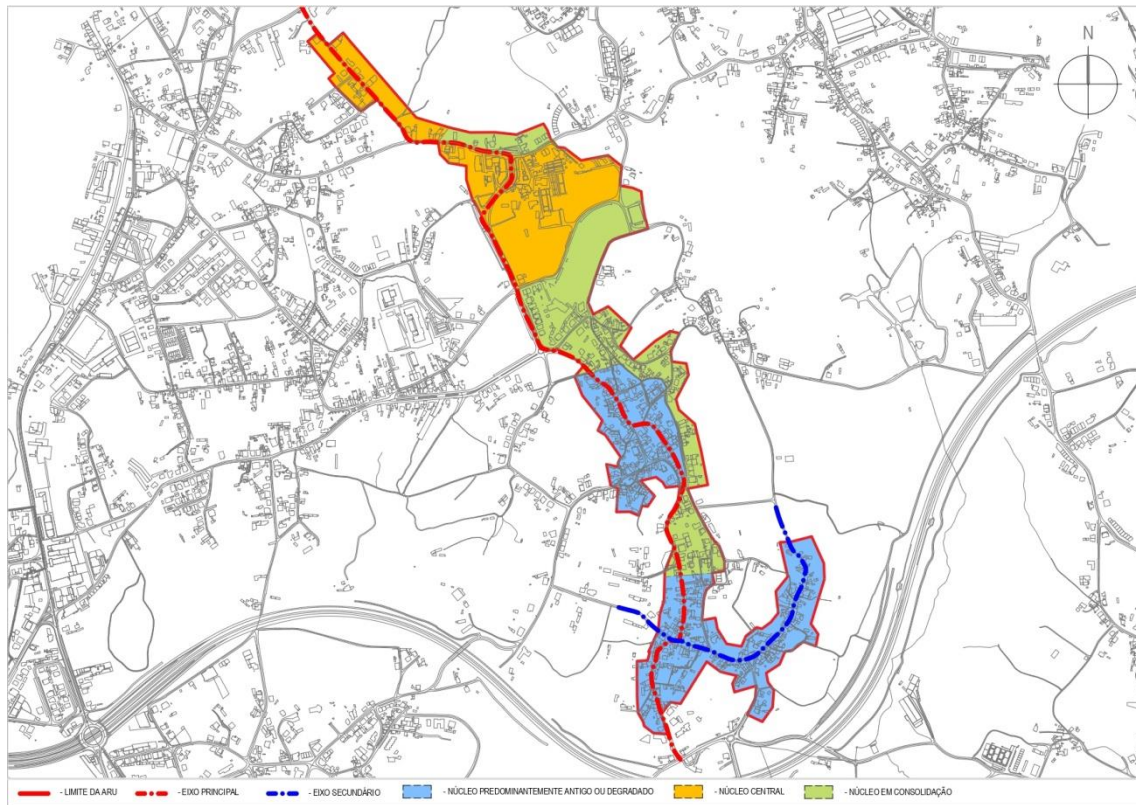 N
- LIMITE DA ARU - EIXO PRINCIPAL - EIXO SECUNDÁRIO - NÚCLEO PREDOMINANTEMENTE ANTIGO OU DEGRADADO - NÚCLEO CENTRAL - NÚCLEO EM CONSOLIDAÇÃO